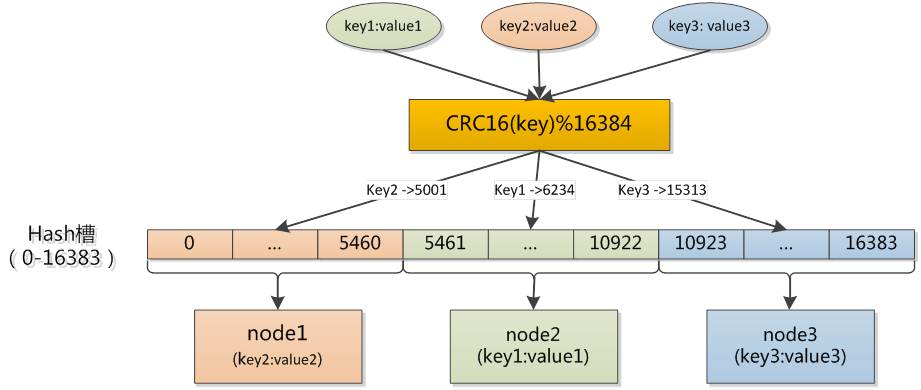 key1:value1
key2:value2
key3: value3
CRC16(key)%16384
Key2 ->5001
Key1 ->6234
Key3 ->15313
Hash槽
( 0-16383 )
0
...
5460
5461
...
10922
10923
...
16383
node1
(key2:value2)
node2
(key1:value1)
node3
(key3:value3)